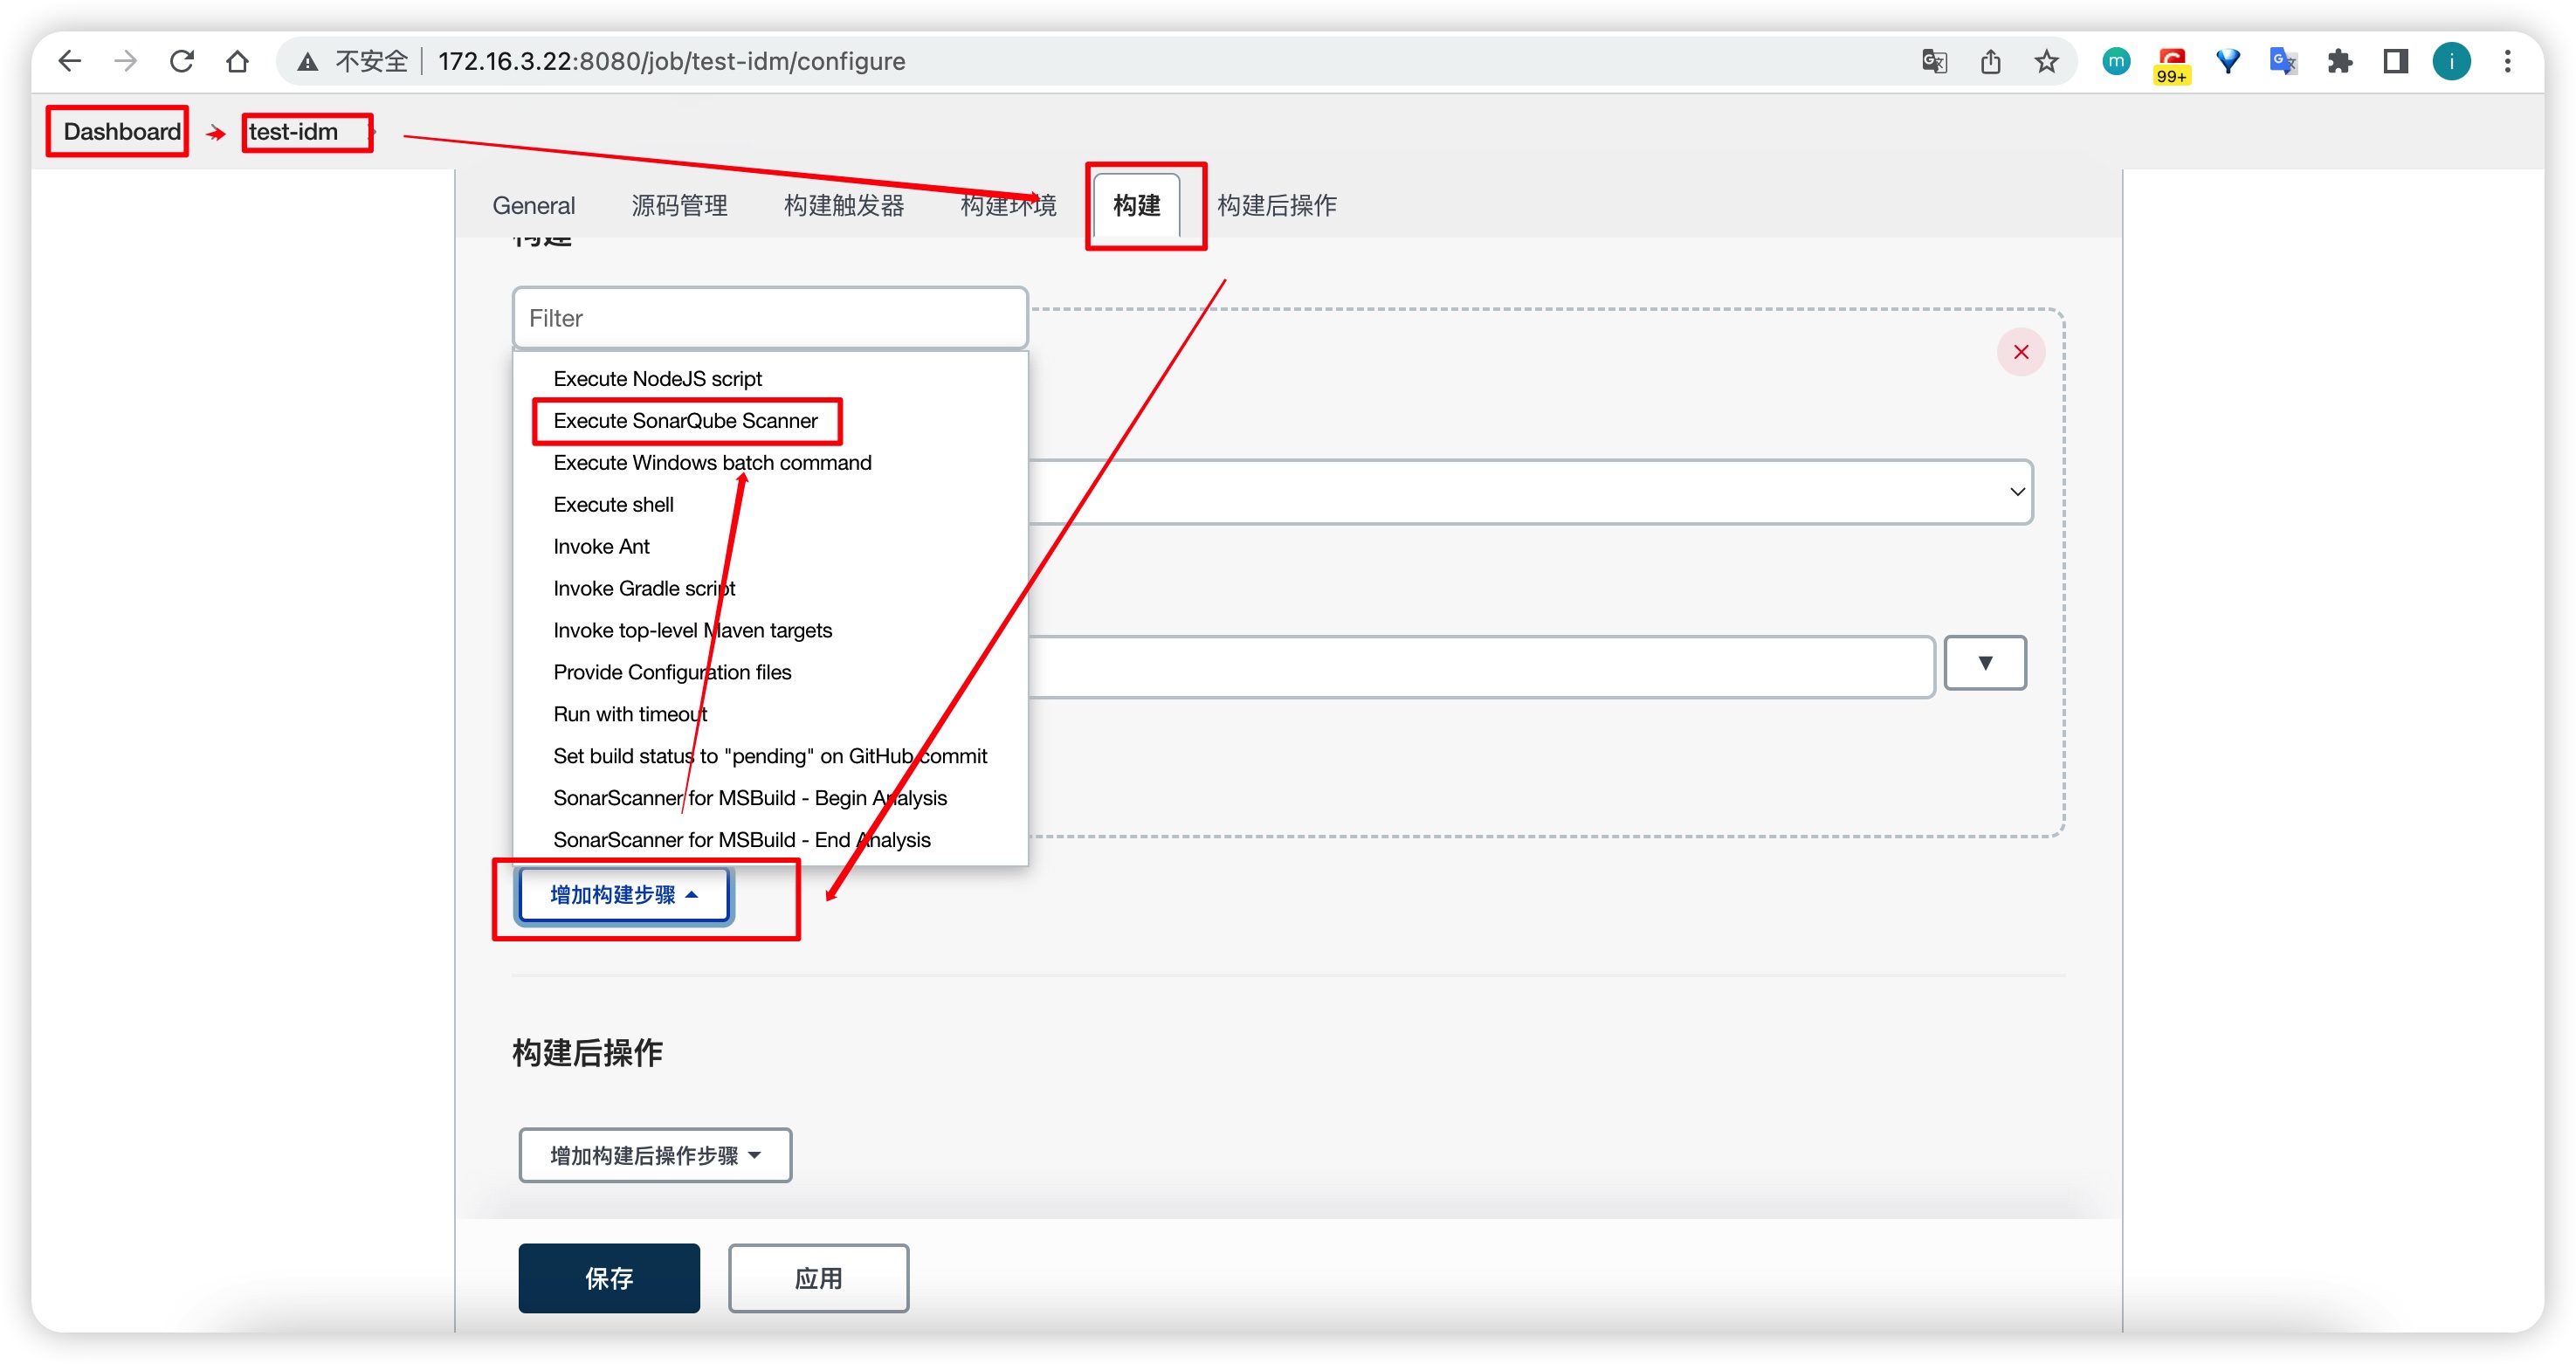 不安全 172.16.3.22:8080/job/test-idm/configure
m
99+
i
Dashboard test-idm
General 源码管理 构建触发器 构建环境 构建 构建后操作
构建
Filter
Execute NodeJS script
Execute SonarQube Scanner
Execute Windows batch command
Execute shell
Invoke Ant
Invoke Gradle script
Invoke top-level Maven targets
Provide Configuration files
Run with timeout
Set build status to "pending" on GitHub commit
SonarScanner for MSBuild - Begin Analysis
SonarScanner for MSBuild - End Analysis
增加构建步骤
构建后操作
增加构建后操作步骤
保存 应用